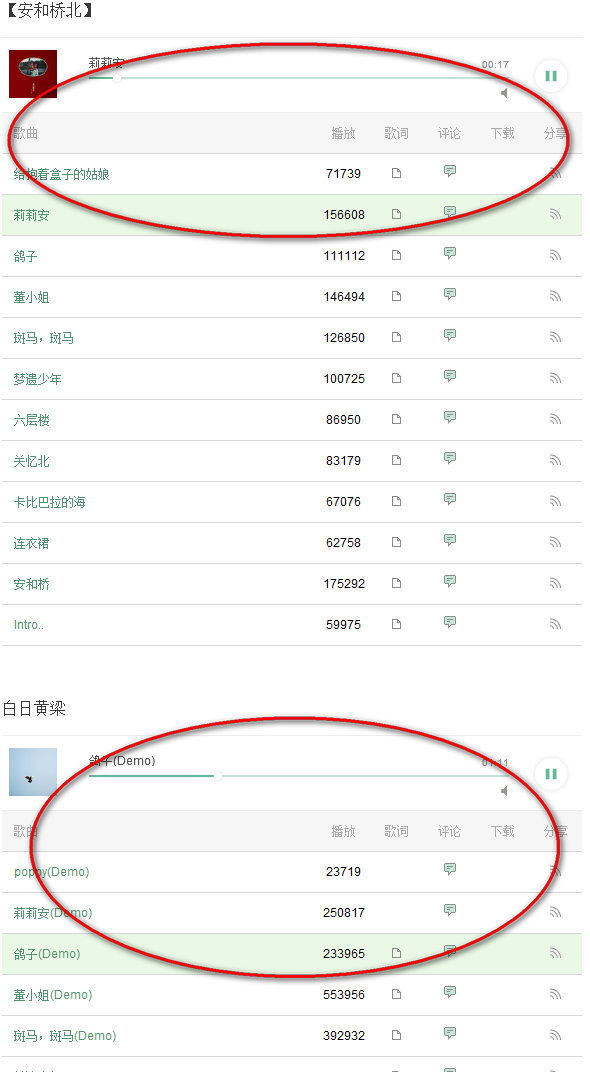 【安和桥北】
莉莉安 00:17
歌曲 播放 歌词 评论 下载 分享
给抱着盒子的姑娘 71739
莉莉安 156608
鸽子 111112
董小姐 146494
斑马，斑马 126850
梦遗少年 100725
六层楼 86950
关忆北 83179
卡比巴拉的海 67076
连衣裙 62758
安和桥 175292
Intro.. 59975
白日黄梁
鸽子(Demo) 01:11
歌曲 播放 歌词 评论 下载 分享
poppy(Demo) 23719
莉莉安(Demo) 250817
鸽子(Demo) 233965
董小姐(Demo) 553956
斑马，斑马(Demo) 392932